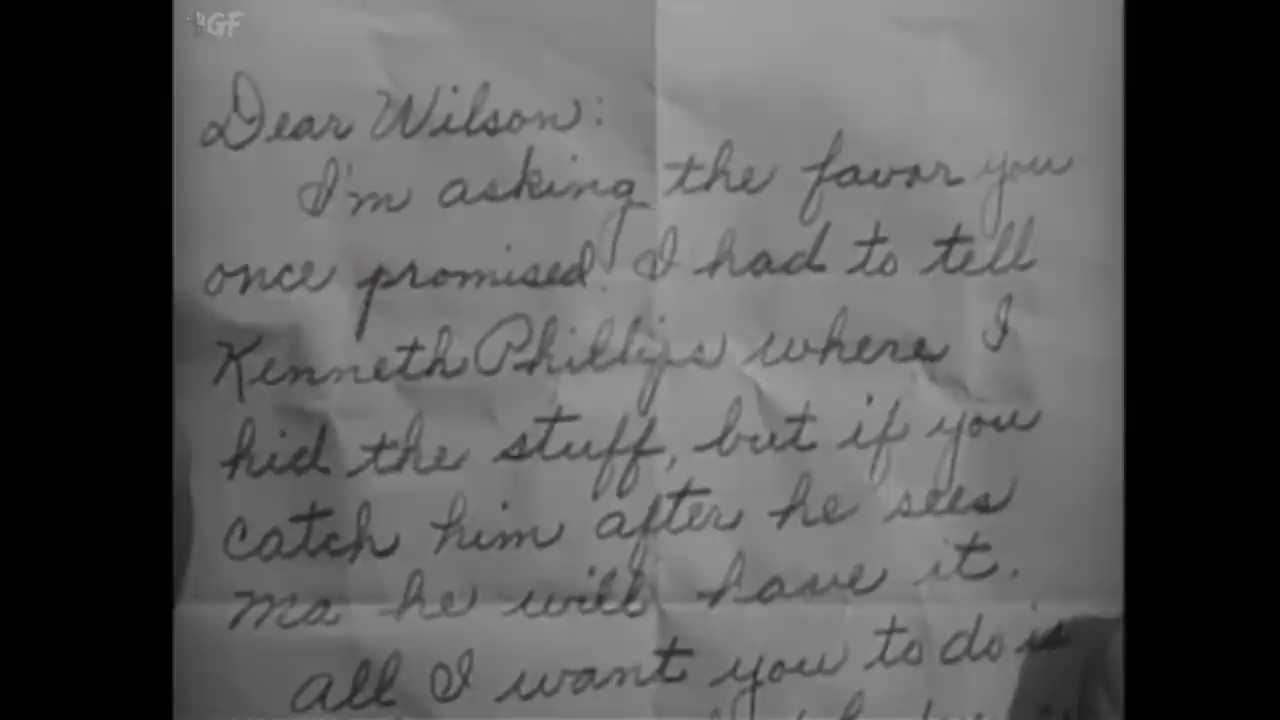 GF
Dear Wilson:
I'm asking the favor you
once promised. I had to tell
Kenneth Phillips where I
hid the stuff, but if you
catch him after he sees
Ma he will have it.
all I want you to do is